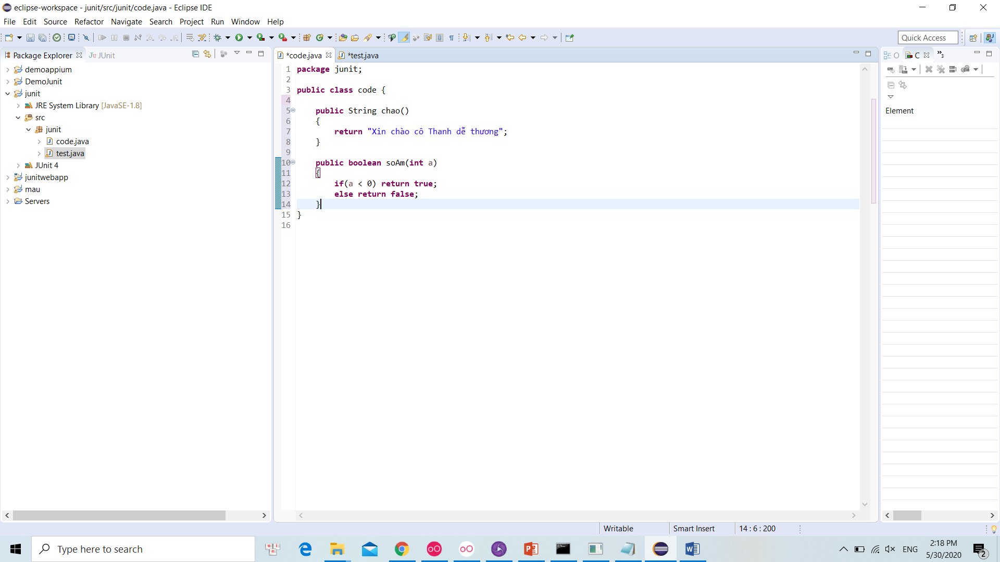 eclipse-workspace - junit/src/junit/code.java - Eclipse IDE
File Edit Source Refactor Navigate Search Project Run Window Help
Quick Access
Package Explorer JUnit
demoappium
DemoJunit
junit
JRE System Library [JavaSE-1.8]
src
junit
code.java
test.java
JUnit 4
junitwebapp
mau
Servers
*code.java *test.java
1 package junit;
2
3 public class code {
4
5 public String chao()
6 {
7 return "Xin chào cô Thanh dễ thương";
8 }
9
10 public boolean soAm(int a)
11 {
12 if(a < 0) return true;
13 else return false;
14 }
15 }
16
O C »3
Element
Writable Smart Insert 14 : 6 : 200
Type here to search
ENG
2:18 PM
5/30/2020
2